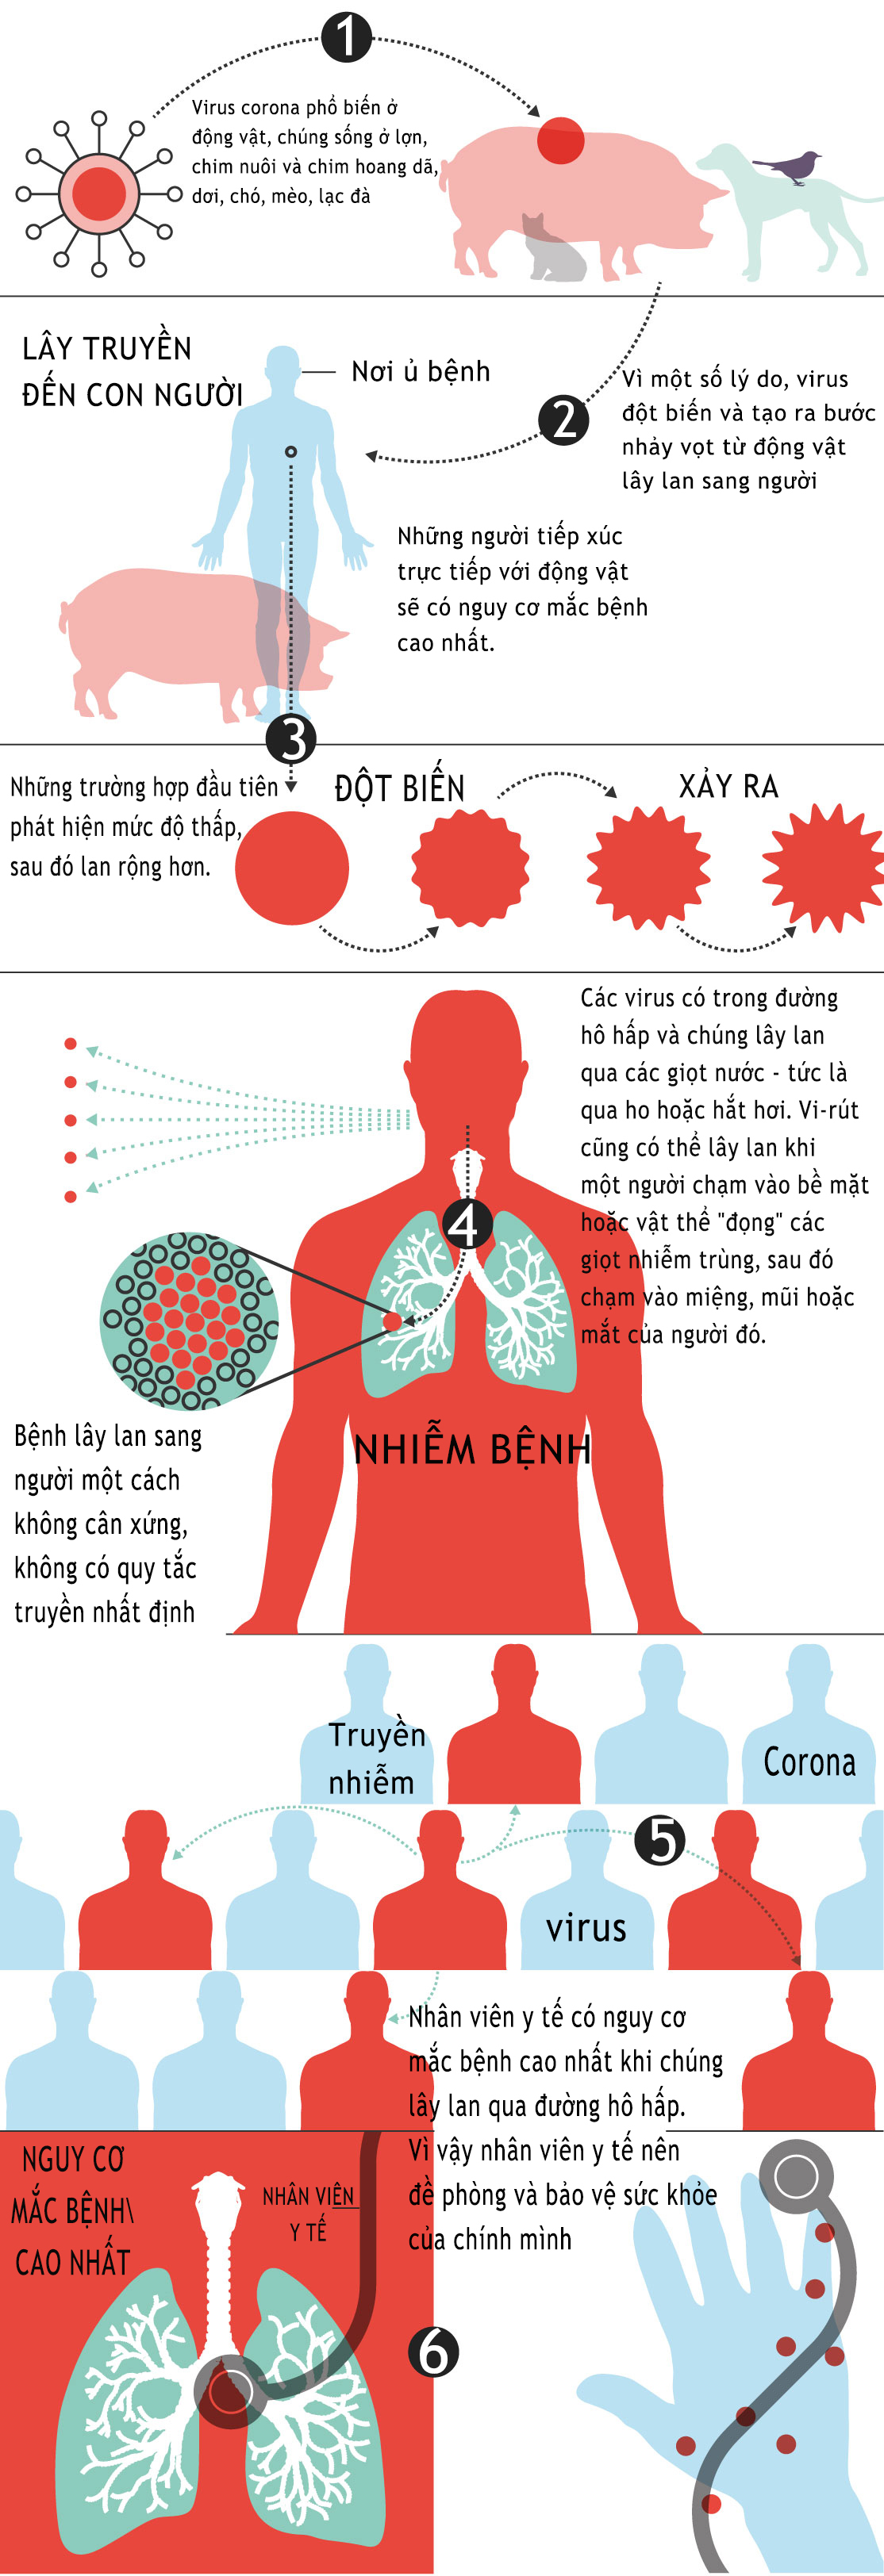 1
Virus corona phổ biến ở
động vật, chúng sống ở lợn,
chim nuôi và chim hoang dã,
dơi, chó, mèo, lạc đà
LÂY TRUYỀN
ĐẾN CON NGƯỜI
Nơi ủ bệnh
2
Vì một số lý do, virus
đột biến và tạo ra bước
nhảy vọt từ động vật
lây lan sang người
Những người tiếp xúc
trực tiếp với động vật
sẽ có nguy cơ mắc bệnh
cao nhất.
3
Những trường hợp đầu tiên
phát hiện mức độ thấp,
sau đó lan rộng hơn.
ĐỘT BIẾN
XẢY RA
Các virus có trong đường
hô hấp và chúng lây lan
qua các giọt nước - tức là
qua ho hoặc hắt hơi. Vi-rút
cũng có thể lây lan khi
một người chạm vào bề mặt
hoặc vật thể "đọng" các
giọt nhiễm trùng, sau đó
chạm vào miệng, mũi hoặc
mắt của người đó.
4
NHIỄM BỆNH
Bệnh lây lan sang
người một cách
không cân xứng,
không có quy tắc
truyền nhất định
Truyền
nhiễm
Corona
5
virus
Nhân viên y tế có nguy cơ
mắc bệnh cao nhất khi chúng
lây lan qua đường hô hấp.
Vì vậy nhân viên y tế nên
đề phòng và bảo vệ sức khỏe
của chính mình
NGUY CƠ
MẮC BỆNH\
CAO NHẤT
NHÂN VIÊN
Y TẾ
6